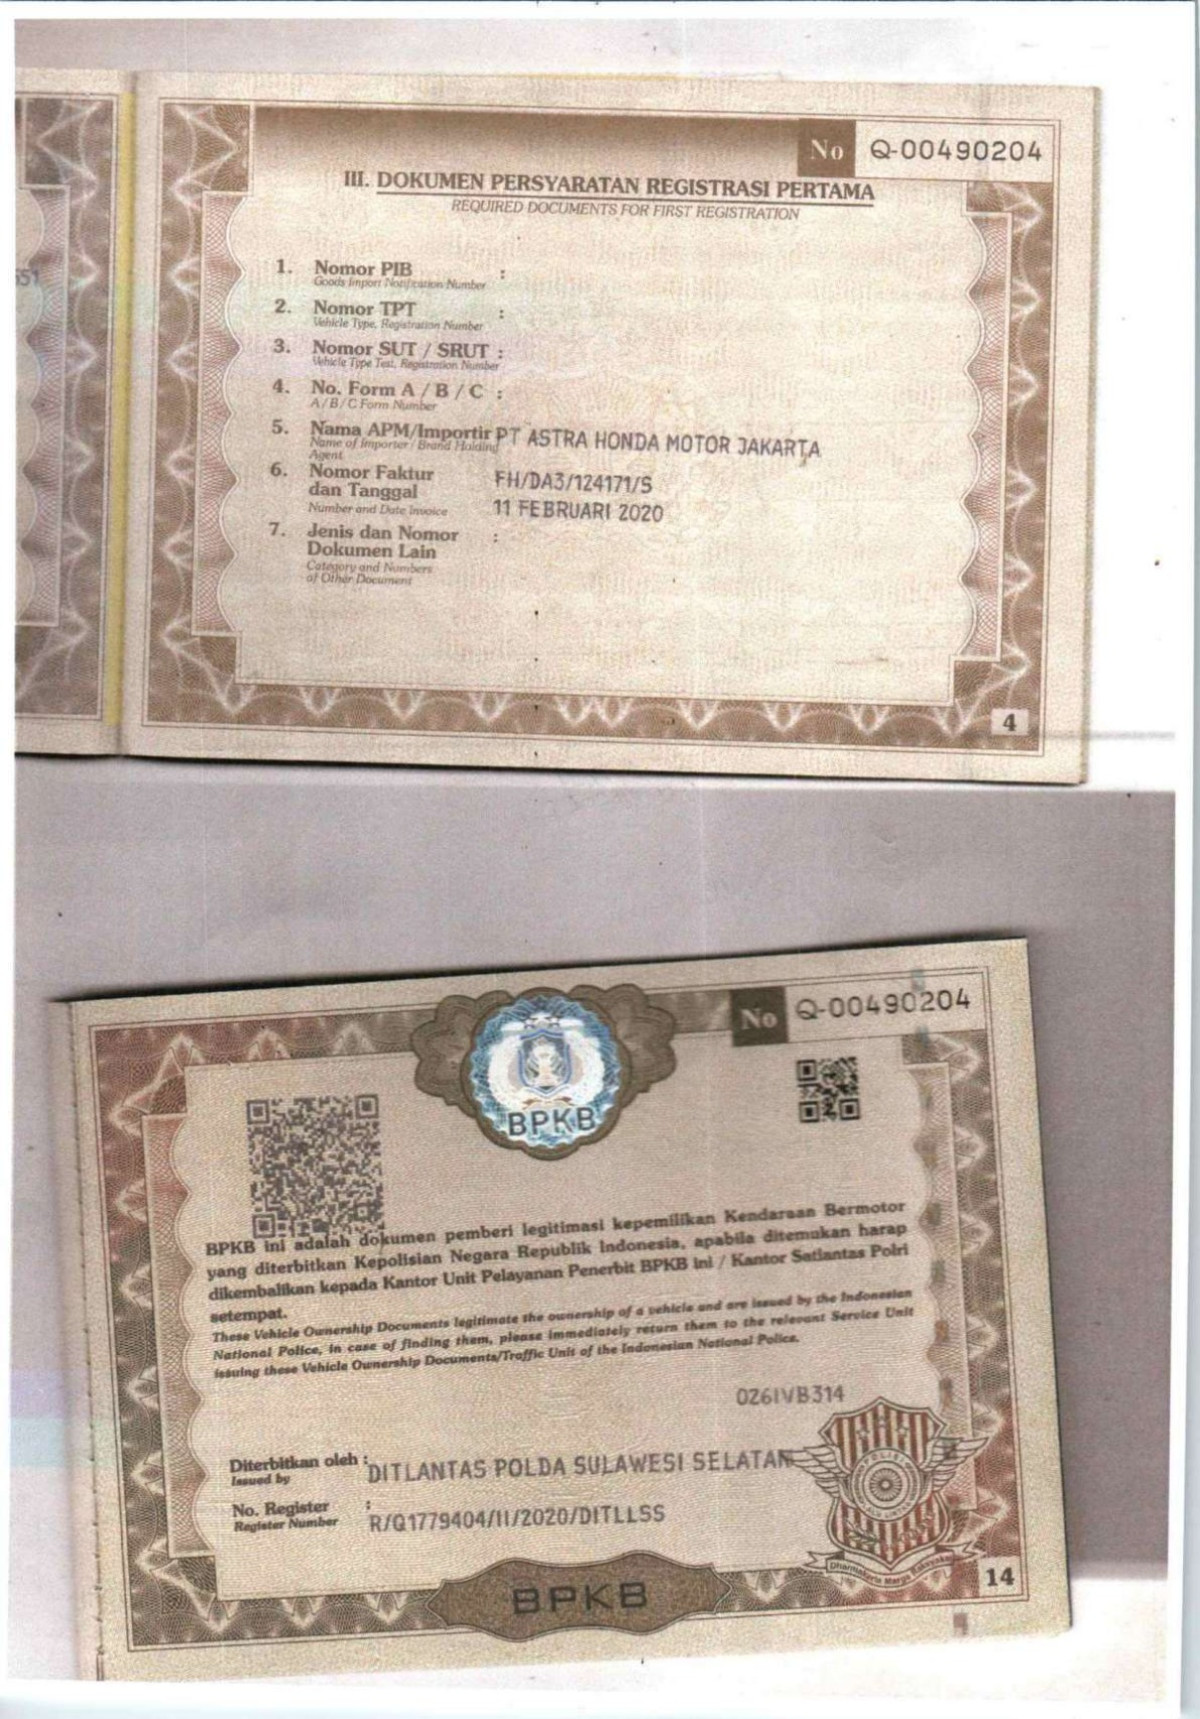 No Q-00490204
III. DOKUMEN PERSYARATAN REGISTRASI PERTAMA
REQUIRED DOCUMENTS FOR FIRST REGISTRATION
551
1. Nomor PIB :
Goods Import Notification Number
2. Nomor TPT :
Vehicle Type, Registration Number
3. Nomor SUT / SRUT :
Vehicle Type Test, Registration Number
4. No. Form A / B / C :
A / B / C Form Number
5. Nama APM/Importir PT ASTRA HONDA MOTOR JAKARTA
Name of Importer / Brand Holding
Agent
6. Nomor Faktur FH/DA3/124171/S
dan Tanggal 11 FEBRUARI 2020
Number and Date Invoice
7. Jenis dan Nomor :
Dokumen Lain
Category and Numbers
of Other Document
4
No Q-00490204
BPKB
BPKB ini adalah dokumen pemberi legitimasi kepemilikan Kendaraan Bermotor
yang diterbitkan Kepolisian Negara Republik Indonesia, apabila ditemukan harap
dikembalikan kepada Kantor Unit Pelayanan Penerbit BPKB ini / Kantor Satlantas Polri
setempat.
These Vehicle Ownership Documents legitimate the ownership of a vehicle and are issued by the Indonesian
National Police, in case of finding them, please immediately return them to the relevant Service Unit
issuing these Vehicle Ownership Documents/Traffic Unit of the Indonesian National Police.
026IVB314
Diterbitkan oleh : DITLANTAS POLDA SULAWESI SELATAN
Issued by
No. Register : R/Q1779404/II/2020/DITLLSS
Register Number
Dharmakerta Marga Raksyaka
14
BPKB